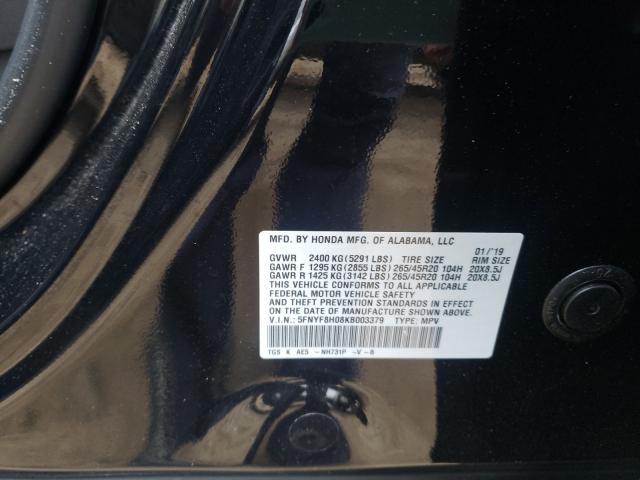 MFD. BY HONDA MFG. OF ALABAMA, LLC 01/'19
GVWR 2400 KG (5291 LBS) TIRE SIZE RIM SIZE
GAWR F 1295 KG (2855 LBS) 265/45R20 104H 20X8.5J
GAWR R 1425 KG (3142 LBS) 265/45R20 104H 20X8.5J
THIS VEHICLE CONFORMS TO ALL APPLICABLE
FEDERAL MOTOR VEHICLE SAFETY
AND THEFT PREVENTION STANDARDS IN EFFECT
ON THE DATE OF MANUFACTURE SHOWN ABOVE.
V.I.N.: 5FNYF8H08KB003379 TYPE: MPV
TGS K AE5 -NH731P -V-B